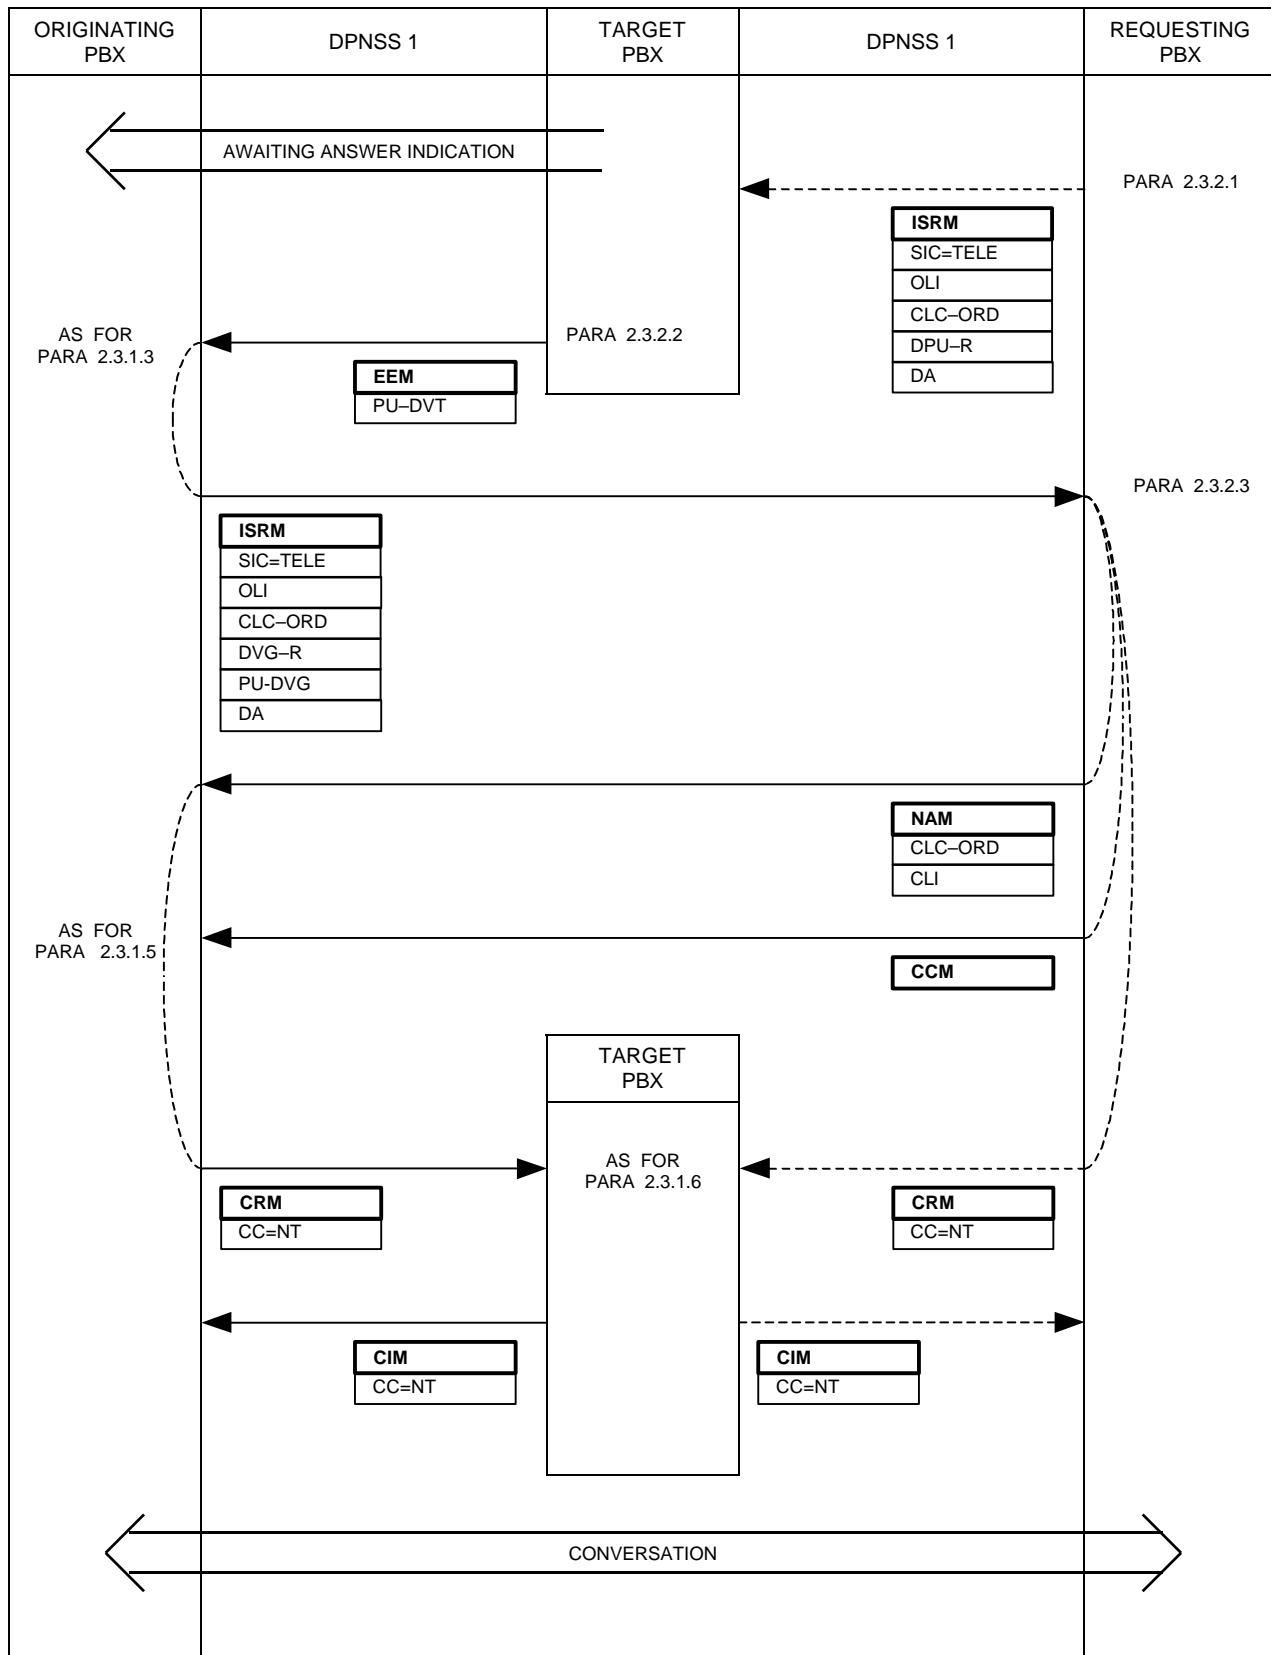 ORIGINATING
PBX
DPNSS 1
TARGET
PBX
DPNSS 1
REQUESTING
PBX
AWAITING ANSWER INDICATION
PARA 2.3.2.1
ISRM
SIC=TELE
OLI
CLC–ORD
DPU–R
DA
AS FOR
PARA 2.3.1.3
PARA 2.3.2.2
EEM
PU–DVT
PARA 2.3.2.3
ISRM
SIC=TELE
OLI
CLC–ORD
DVG–R
PU-DVG
DA
NAM
CLC–ORD
CLI
AS FOR
PARA 2.3.1.5
CCM
TARGET
PBX
AS FOR
PARA 2.3.1.6
CRM
CC=NT
CRM
CC=NT
CIM
CC=NT
CIM
CC=NT
CONVERSATION